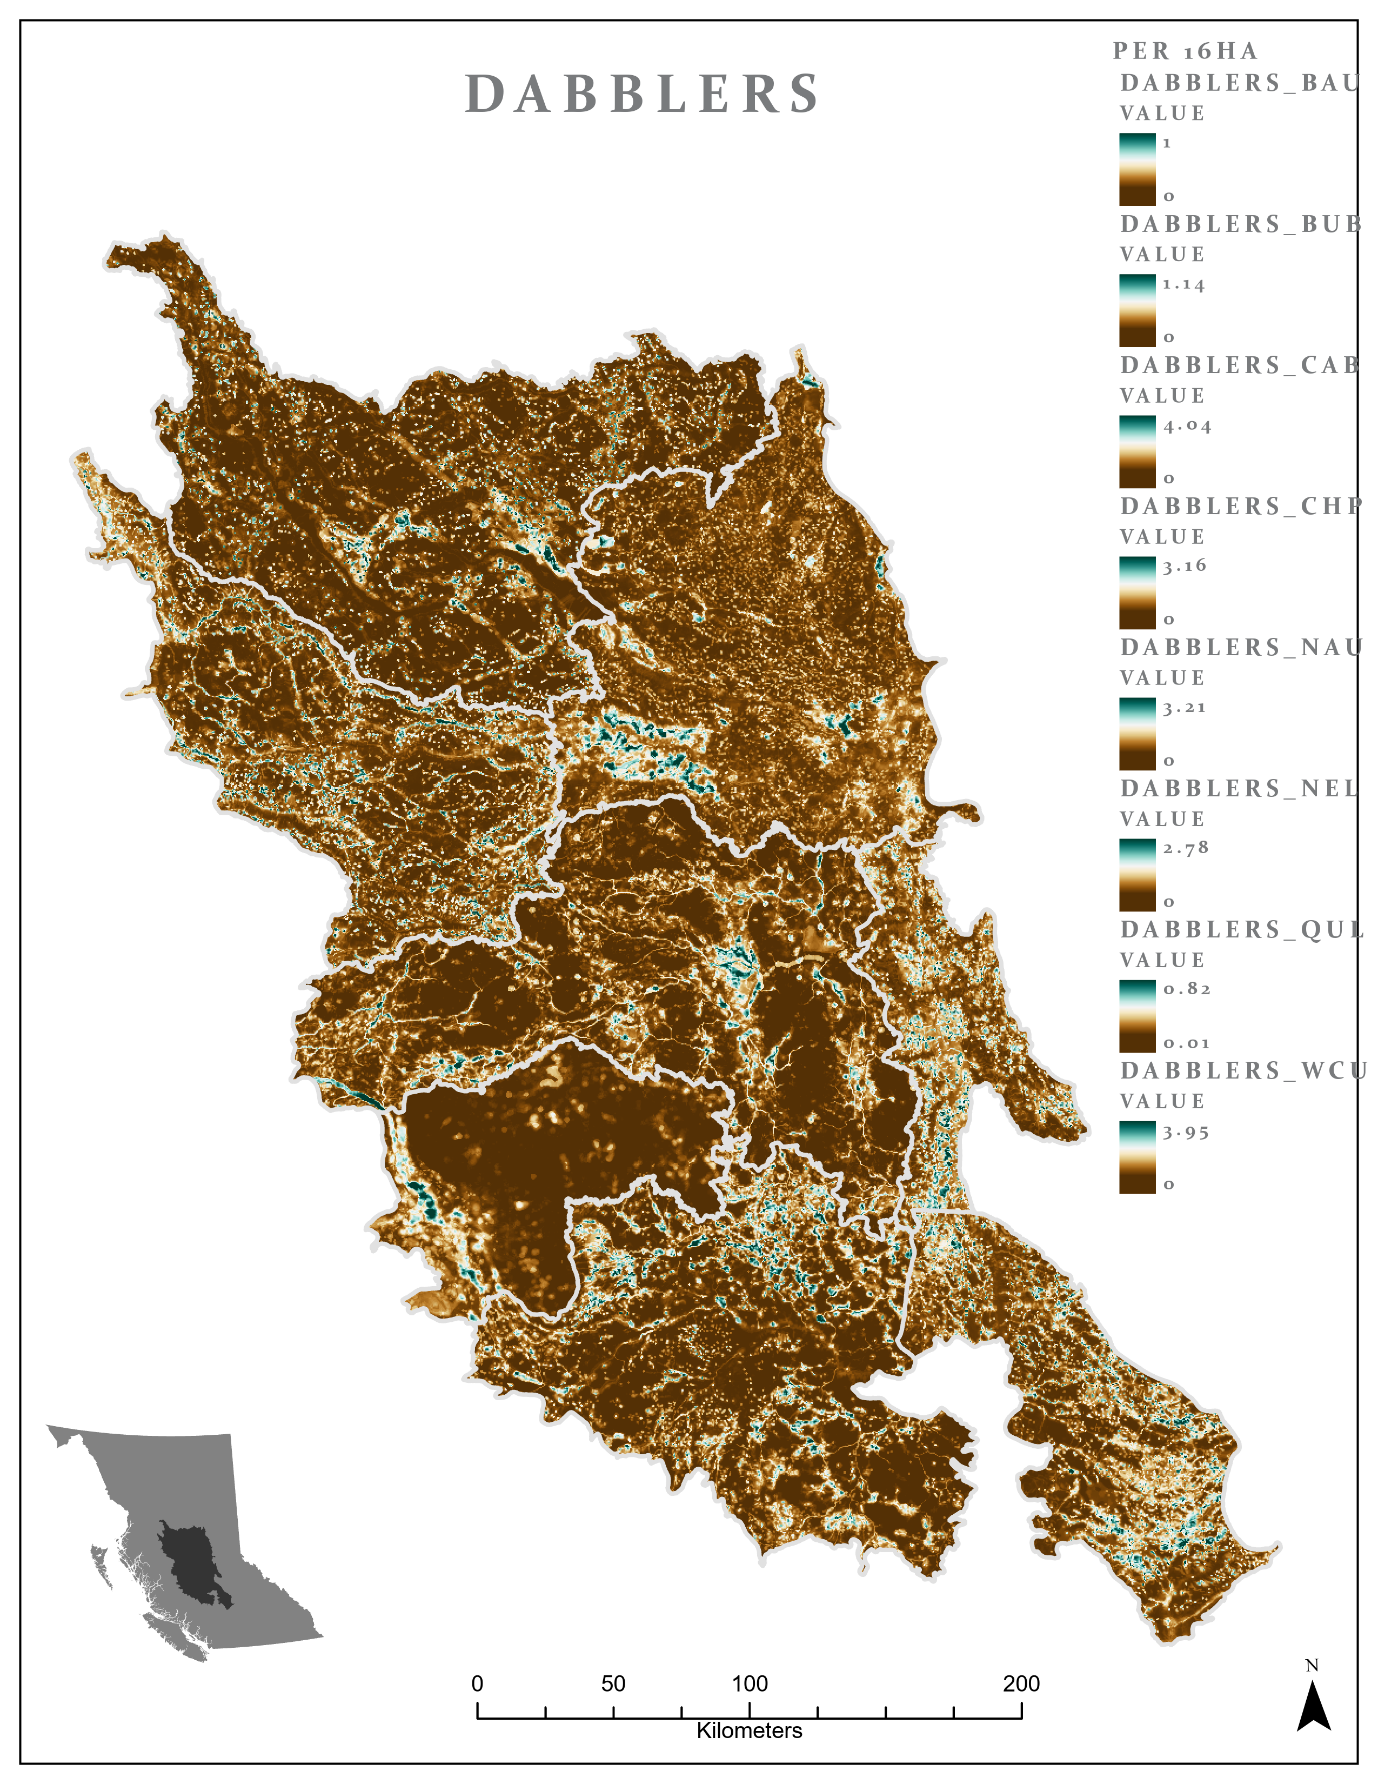 DABBLERS
PER 16HA
DABBLERS_BAU
VALUE
1
0
DABBLERS_BUB
VALUE
1.14
0
DABBLERS_CAB
VALUE
4.04
0
DABBLERS_CHP
VALUE
3.16
0
DABBLERS_NAU
VALUE
3.21
0
DABBLERS_NEL
VALUE
2.78
0
DABBLERS_QUL
VALUE
0.82
0.01
DABBLERS_WCU
VALUE
3.95
0
N
0 50 100 200
Kilometers